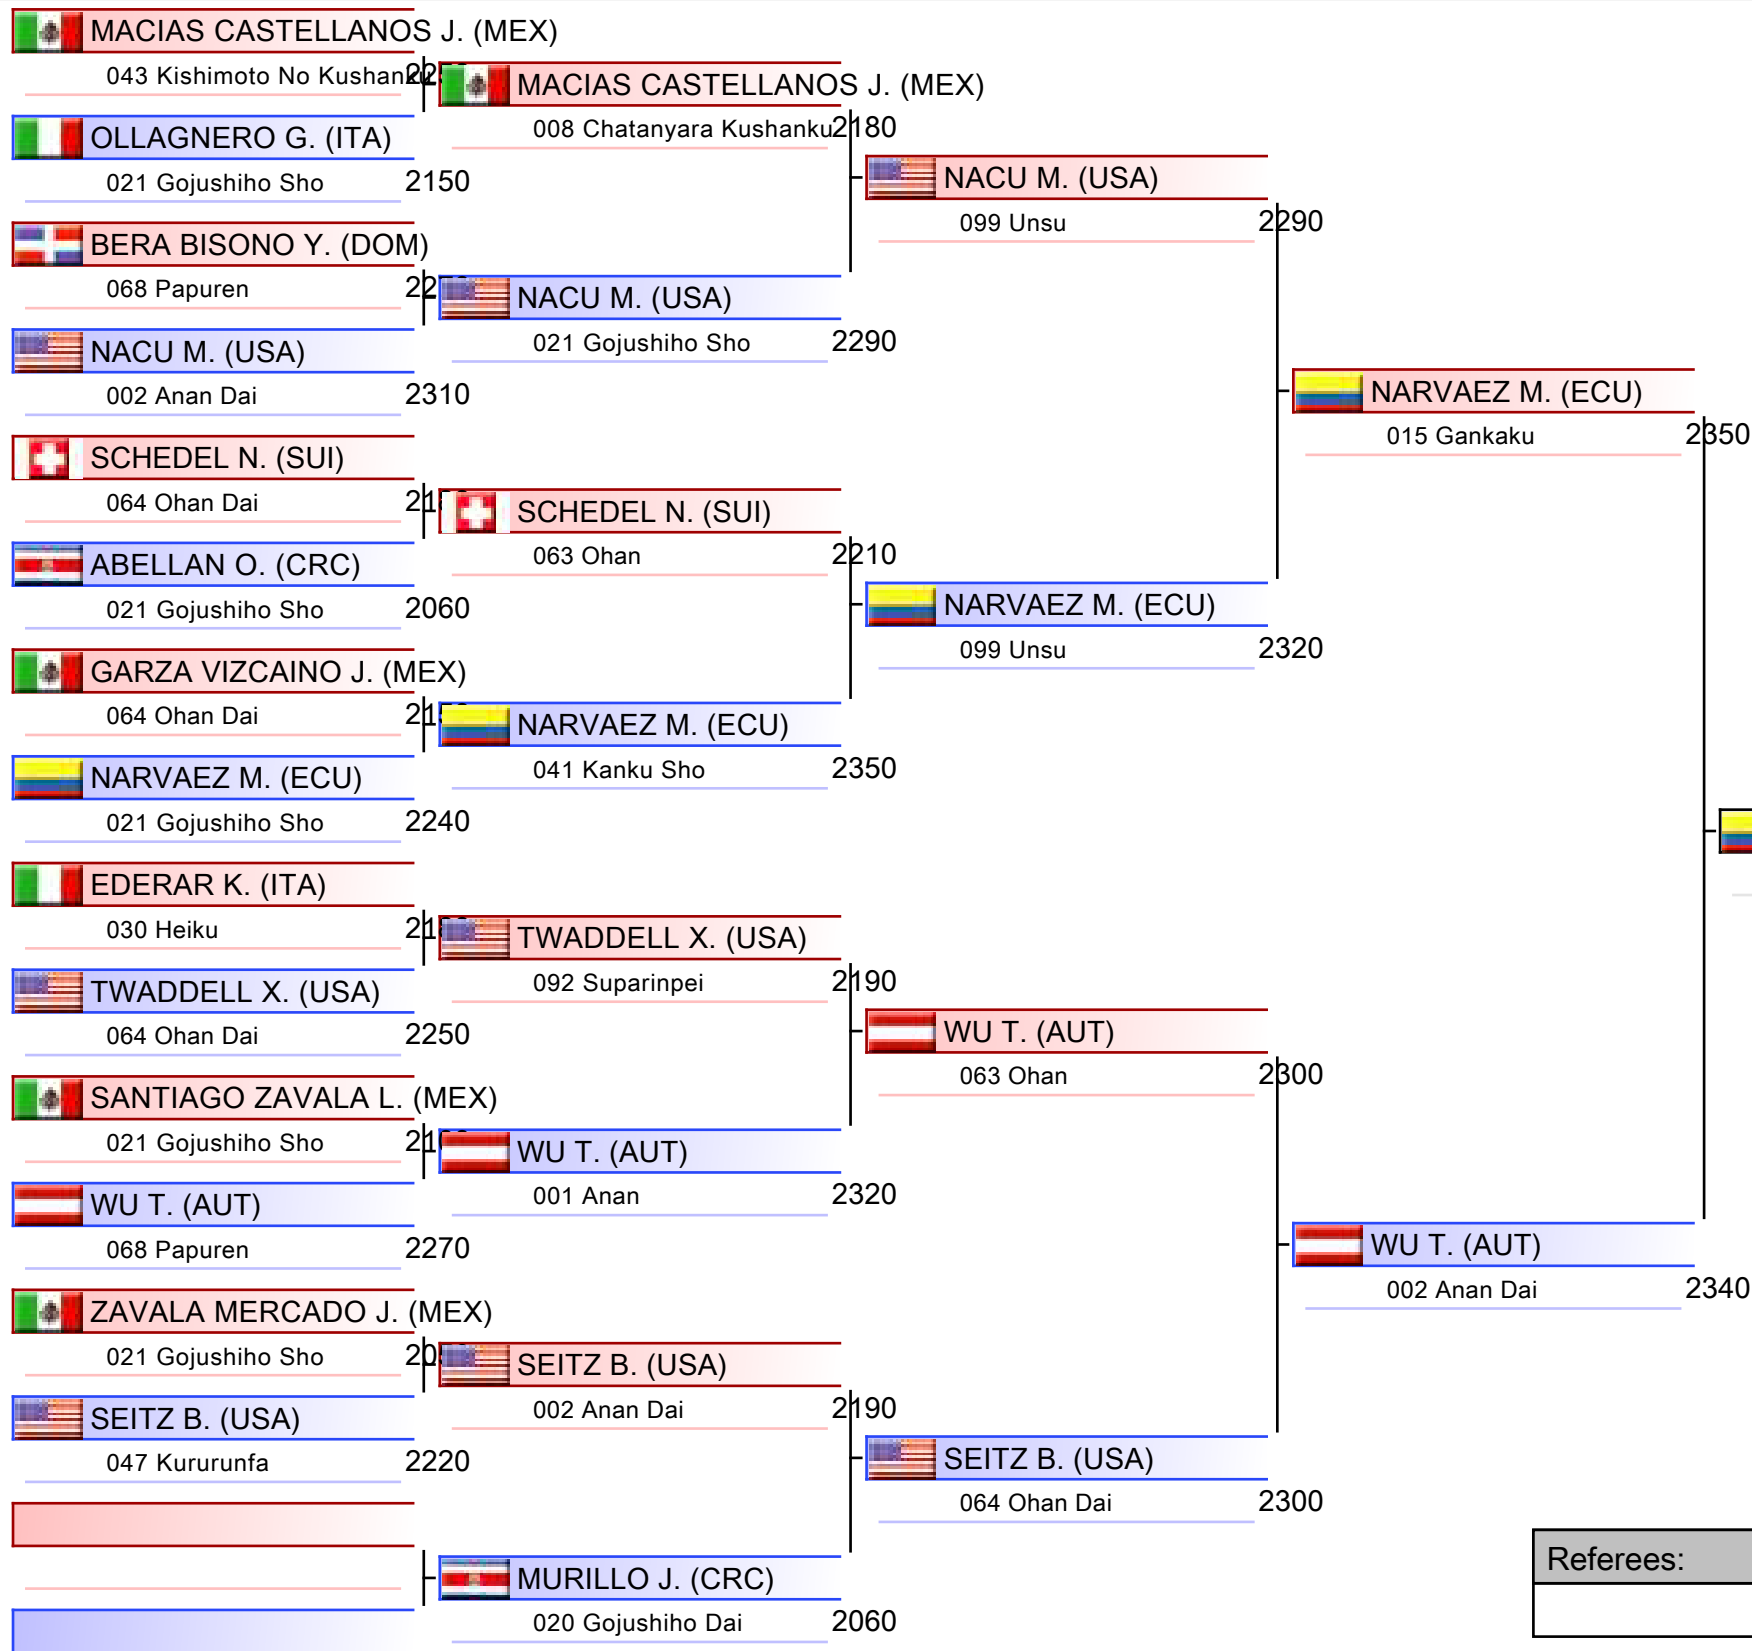 MACIAS CASTELLANOS J. (MEX)
043 Kishimoto No Kushanku
OLLAGNERO G. (ITA)
021 Gojushiho Sho 2150
BERA BISONO Y. (DOM)
068 Papuren
NACU M. (USA)
002 Anan Dai 2310
SCHEDEL N. (SUI)
064 Ohan Dai
ABELLAN O. (CRC)
021 Gojushiho Sho 2060
GARZA VIZCAINO J. (MEX)
064 Ohan Dai
NARVAEZ M. (ECU)
021 Gojushiho Sho 2240
EDERAR K. (ITA)
030 Heiku
TWADDELL X. (USA)
064 Ohan Dai 2250
SANTIAGO ZAVALA L. (MEX)
021 Gojushiho Sho
WU T. (AUT)
068 Papuren 2270
ZAVALA MERCADO J. (MEX)
021 Gojushiho Sho
SEITZ B. (USA)
047 Kururunfa 2220
MACIAS CASTELLANOS J. (MEX)
008 Chatanyara Kushanku 2180
NACU M. (USA)
021 Gojushiho Sho 2290
SCHEDEL N. (SUI)
063 Ohan 2210
NARVAEZ M. (ECU)
041 Kanku Sho 2350
TWADDELL X. (USA)
092 Suparinpei 2190
WU T. (AUT)
001 Anan 2320
SEITZ B. (USA)
002 Anan Dai 2190
MURILLO J. (CRC)
020 Gojushiho Dai 2060
NACU M. (USA)
099 Unsu 2290
NARVAEZ M. (ECU)
099 Unsu 2320
WU T. (AUT)
063 Ohan 2300
SEITZ B. (USA)
064 Ohan Dai 2300
NARVAEZ M. (ECU)
015 Gankaku 2350
WU T. (AUT)
002 Anan Dai 2340
Referees: